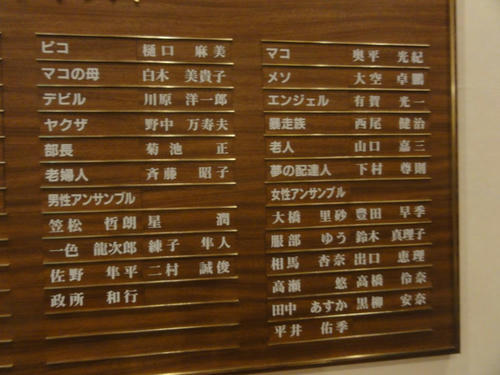 ピコ 樋口 麻美
マコの母 白木 美貴子
デビル 川原 洋一郎
ヤクザ 野中 万寿夫
部長 菊池 正
老婦人 斉藤 昭子
男性アンサンブル
笠松 哲朗 星 潤
一色 龍次郎 練子 隼人
佐野 隼平 二村 誠俊
政所 和行
マコ 奥平 光紀
メソ 大空 卓鵬
エンジェル 有賀 光一
暴走族 西尾 健治
老人 山口 嘉三
夢の配達人 下村 尊則
女性アンサンブル
大橋 里砂 豊田 早季
服部 ゆう 鈴木 真理子
相馬 杏奈 出口 恵理
高瀬 悠 高橋 伶奈
田中 あすか 黒柳 安奈
平井 佑季